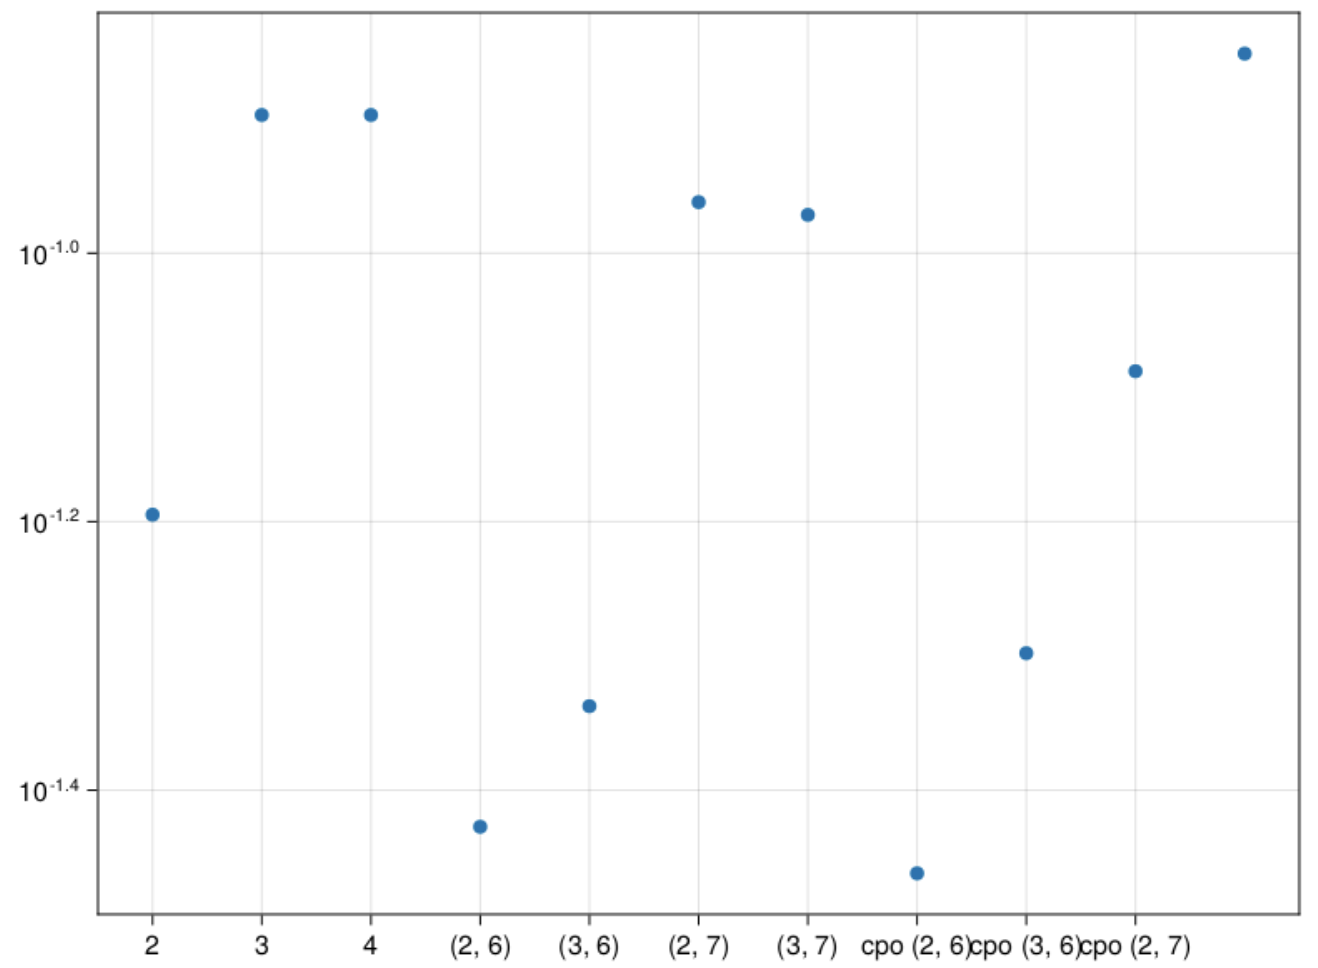 10-1.0
10-1.2
10-1.4
2 3 4 (2, 6) (3, 6) (2, 7) (3, 7) cpo (2, 6) cpo (3, 6) cpo (2, 7)